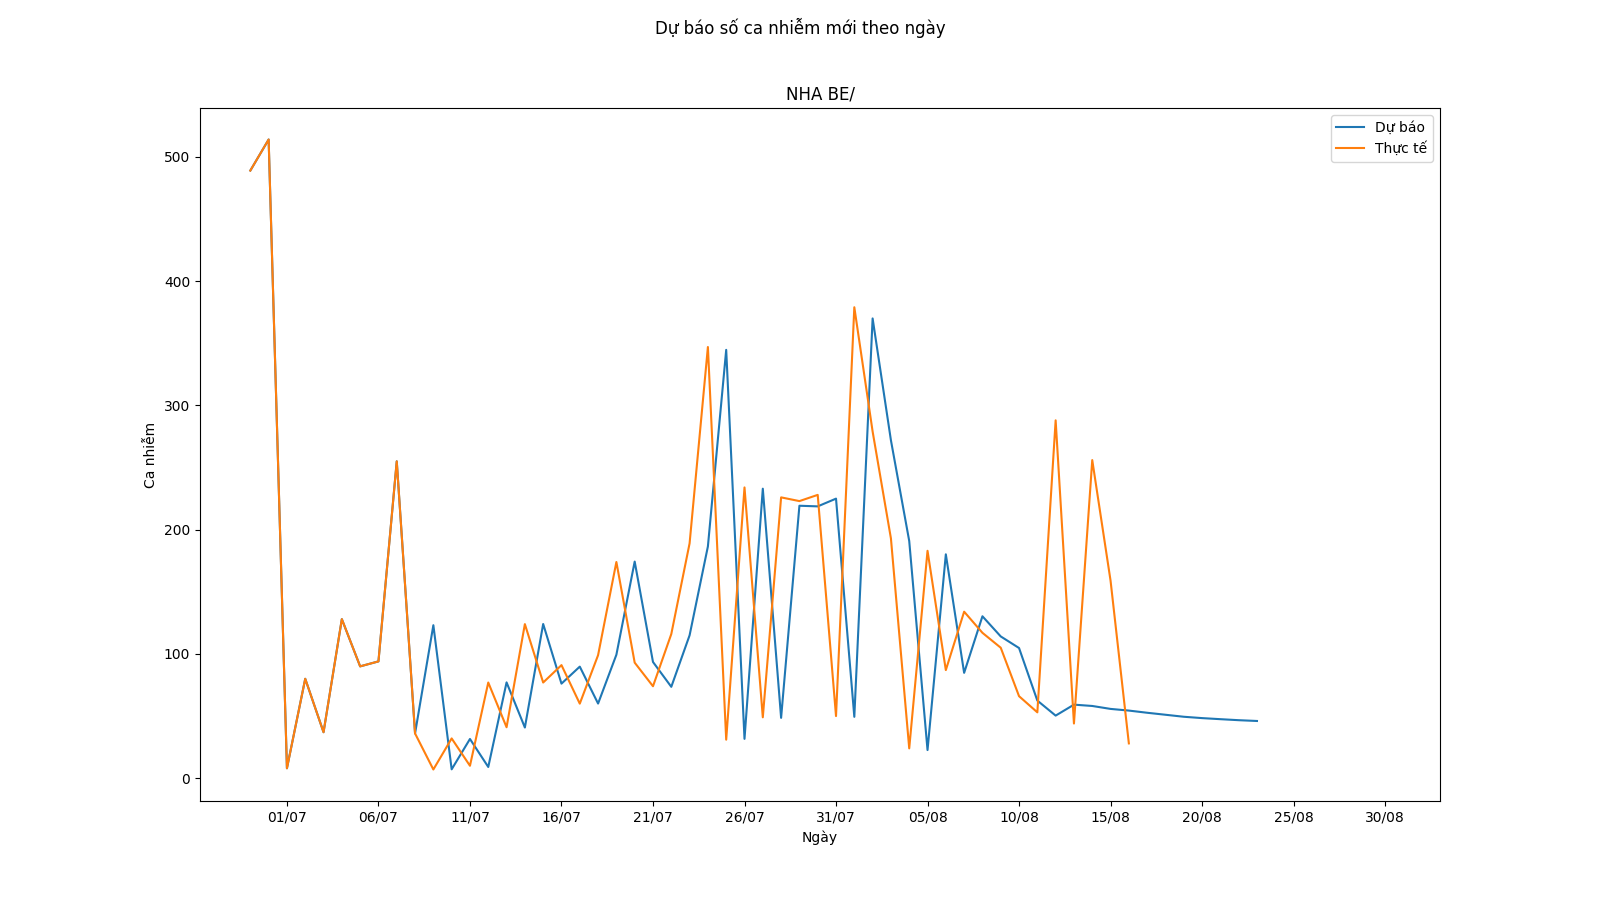 Dự báo số ca nhiễm mới theo ngày
NHA BE/
Dự báo
Thực tế
500
400
300
200
100
0
Ca nhiễm
01/07 06/07 11/07 16/07 21/07 26/07 31/07 05/08 10/08 15/08 20/08 25/08 30/08
Ngày